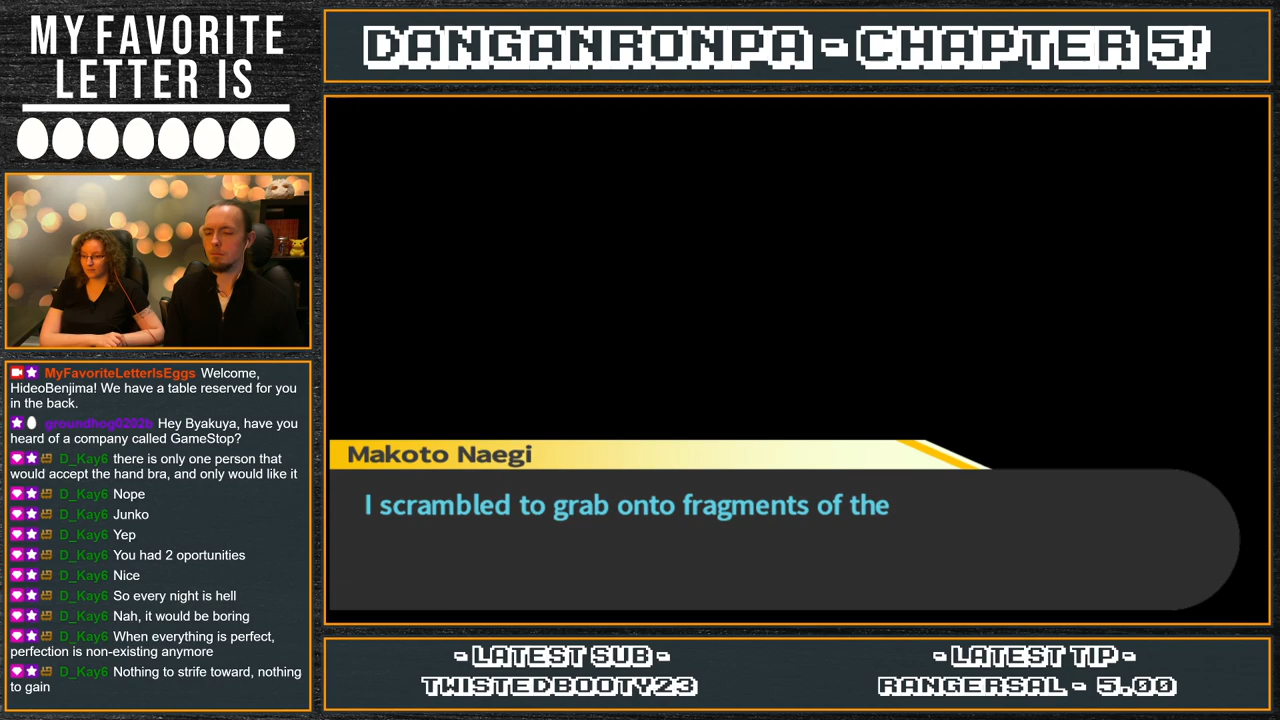 MY FAVORITE
LETTER IS
DANGANRONPA - CHAPTER 5!
MyFavoriteLetterIsEggs Welcome,
HideoBenjima! We have a table reserved for you
in the back.
groundhog0202b Hey Byakuya, have you
heard of a company called GameStop?
D_Kay6 there is only one person that
would accept the hand bra, and only would like it
D_Kay6 Nope
D_Kay6 Junko
D_Kay6 Yep
D_Kay6 You had 2 oportunities
D_Kay6 Nice
D_Kay6 So every night is hell
D_Kay6 Nah, it would be boring
D_Kay6 When everything is perfect,
perfection is non-existing anymore
D_Kay6 Nothing to strife toward, nothing
to gain
Makoto Naegi
I scrambled to grab onto fragments of the
- LATEST SUB -
TWISTEDBOOTY23
- LATEST TIP -
RANGERSAL - 5.00